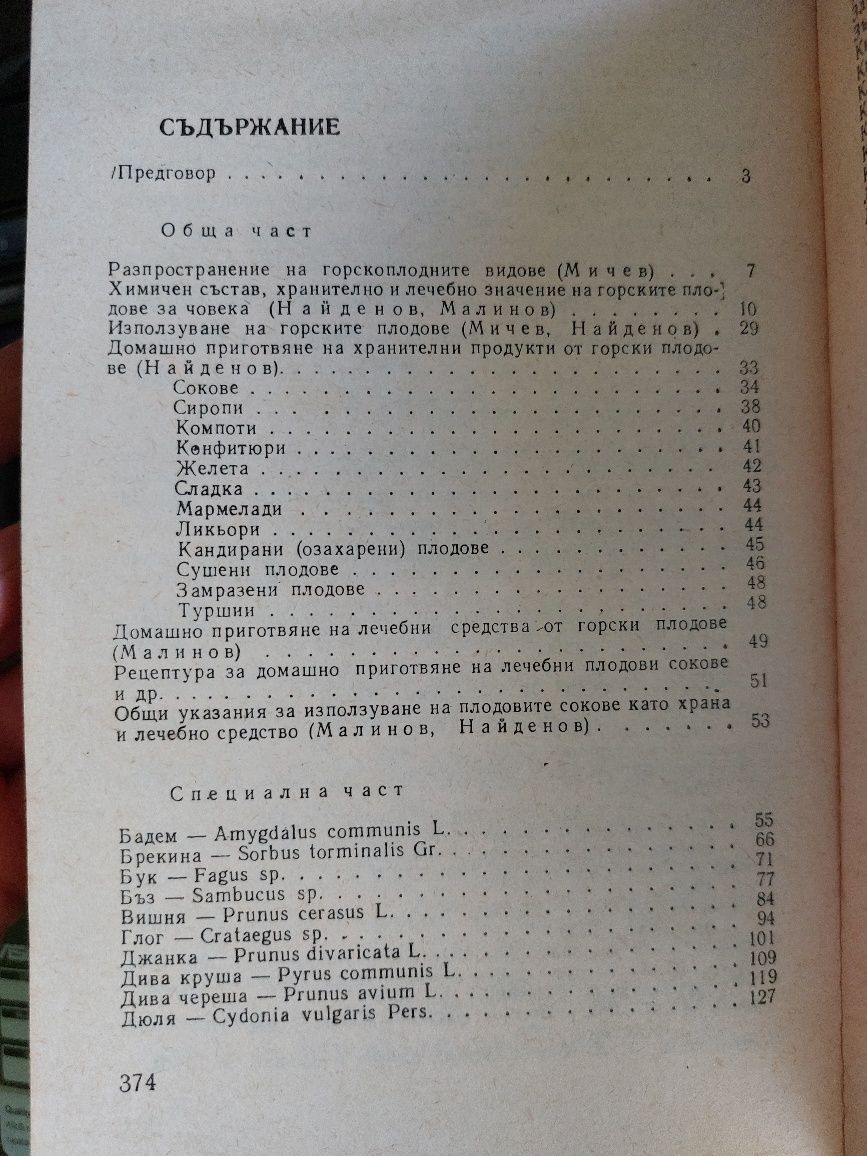 СЪДЪРЖАНИЕ
/Предговор . . . . . . . . . . . . . . . . . . . . . . . . . . . 3
Обща част
Разпространение на горскоплодните видове (Мичев) . . . 7
Химичен състав, хранително и лечебно значение на горските пло-
дове за човека (Найденов, Малинов) . . . . . . . . 10
Използуване на горските плодове (Мичев, Найденов) . 29
Домашно приготвяне на хранителни продукти от горски плодо-
ве (Найденов). . . . . . . . . . . . . . . . . . . . . 33
Сокове . . . . . . . . . . . . . . . . . . . . . 34
Сиропи . . . . . . . . . . . . . . . . . . . . . 38
Компоти . . . . . . . . . . . . . . . . . . . . 40
Конфитюри . . . . . . . . . . . . . . . . . . . 41
Желета . . . . . . . . . . . . . . . . . . . . . 42
Сладка . . . . . . . . . . . . . . . . . . . . . 43
Мармелади . . . . . . . . . . . . . . . . . . . 44
Ликьори . . . . . . . . . . . . . . . . . . . . 44
Кандирани (озахарени) плодове . . . . . . . . . . 45
Сушени плодове . . . . . . . . . . . . . . . . . 46
Замразени плодове . . . . . . . . . . . . . . . . 48
Туршии . . . . . . . . . . . . . . . . . . . . . 48
Домашно приготвяне на лечебни средства от горски плодове
(Малинов) . . . . . . . . . . . . . . . . . . . . . 49
Рецептура за домашно приготвяне на лечебни плодови сокове
и др. . . . . . . . . . . . . . . . . . . . . . . . . . 51
Общи указания за използуване на плодовите сокове като храна
и лечебно средство (Малинов, Найденов) . . . . . . . 53
Специална част
Бадем — Amygdalus communis L. . . . . . . . . . . . . . 55
Брекина — Sorbus torminalis Gr. . . . . . . . . . . . . . 66
Бук — Fagus sp. . . . . . . . . . . . . . . . . . . . . 71
Бъз — Sambucus sp. . . . . . . . . . . . . . . . . . . 77
Вишня — Prunus cerasus L. . . . . . . . . . . . . . . . 84
Глог — Crataegus sp. . . . . . . . . . . . . . . . . . . 94
Джанка — Prunus divaricata L. . . . . . . . . . . . . . 101
Дива круша — Pyrus communis L. . . . . . . . . . . . . 109
Дива череша — Prunus avium L. . . . . . . . . . . . . . 119
Дюля — Cydonia vulgaris Pers. . . . . . . . . . . . . . 127
374